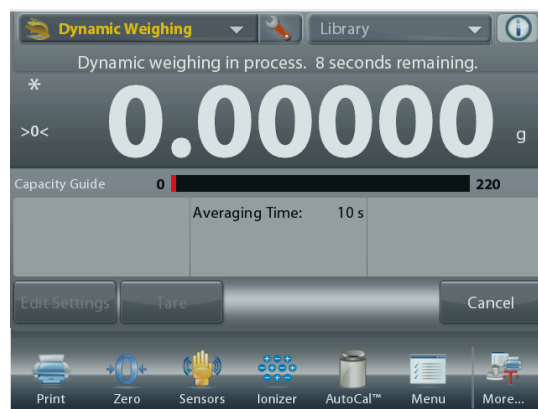 Dynamic Weighing Library
Dynamic weighing in process. 8 seconds remaining.
*
>0< 0.00000 g
Capacity Guide 0 220
Averaging Time: 10 s
Edit Settings Tare Cancel
Print Zero Sensors Ionizer AutoCal™ Menu More...